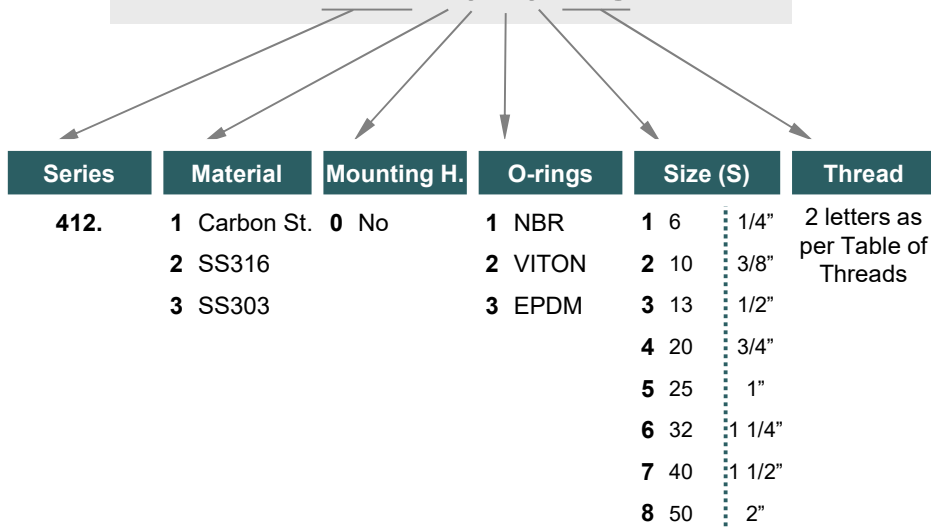 Series Material Mounting H. O-rings Size (S) Thread
412. 1 Carbon St. 0 No 1 NBR 1 6 1/4” 2 letters as
per Table of
2 SS316 2 VITON 2 10 3/8”
Threads
3 SS303 3 EPDM 3 13 1/2”
4 20 3/4”
5 25 1”
6 32 1 1/4”
7 40 1 1/2”
8 50 2”